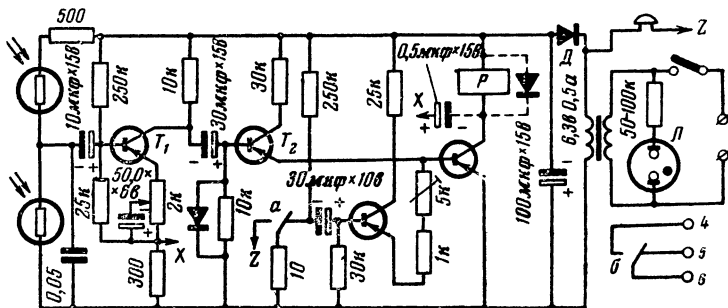 500
10мкф×15в
250к
10к
30мкф×15в
30к
250к
25к
0,5мкф×15в
Х
+
-
Р
Д
Z
6,3в 0,5а
50-100к
Л
Т₁
Т₂
- +
- +
25к
50,0×
×6в
+
2к
Х
300
0,05
10к
а
Z
10
30мкф×10в
- +
30к
5к
1к
100мкф×15в
-
+
б
4
5
6